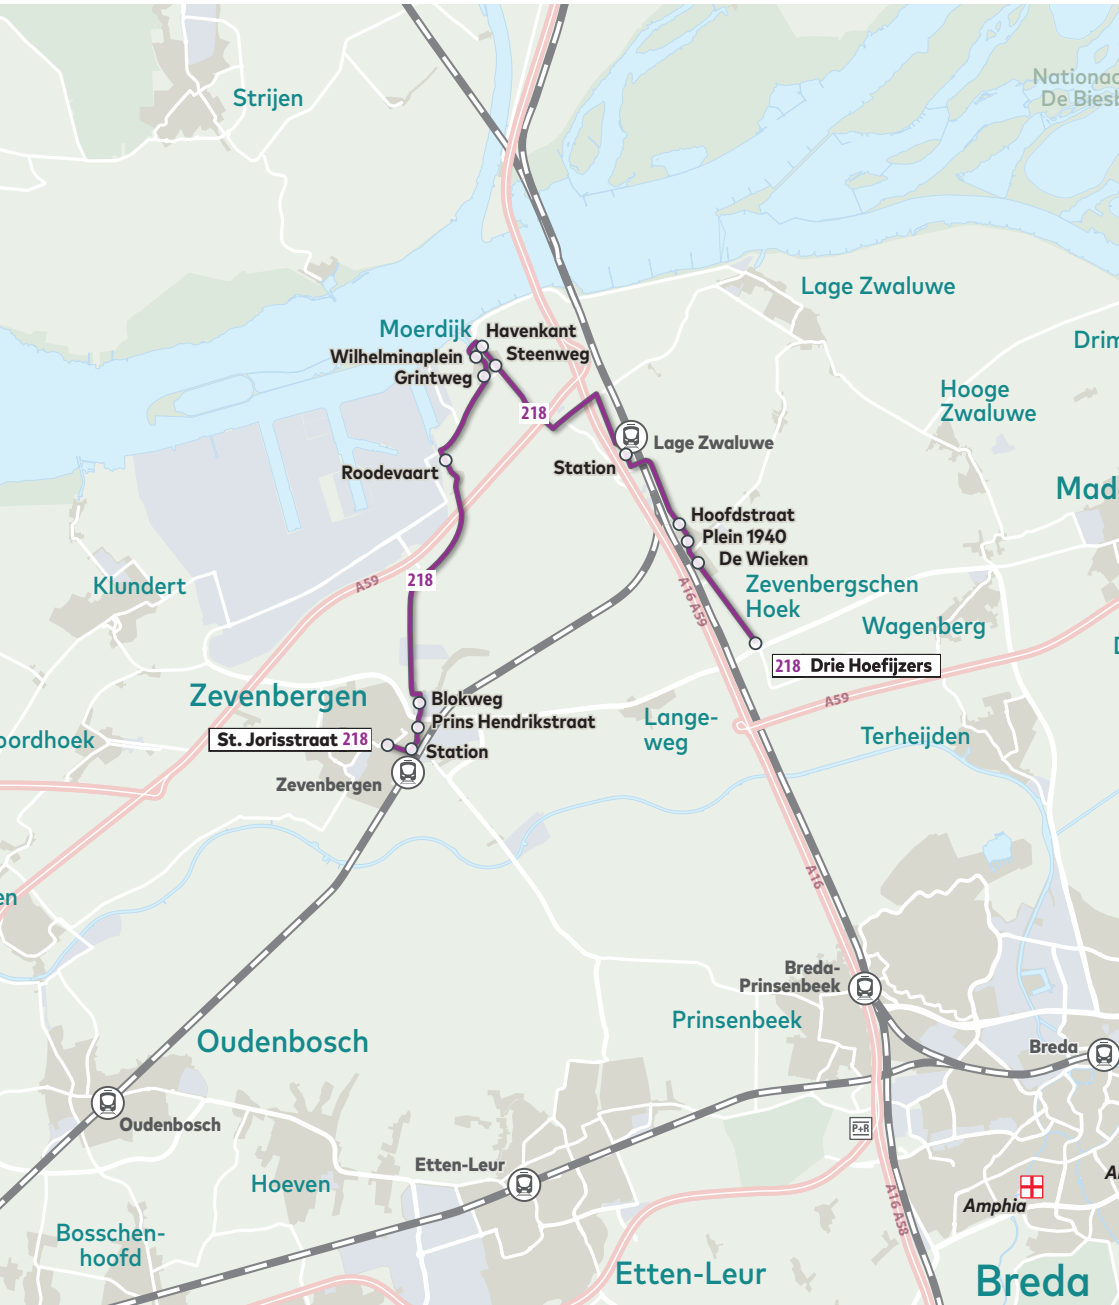 Strijen
Nationaa
De Biesb
Lage Zwaluwe
Moerdijk
Havenkant
Wilhelminaplein
Steenweg
Grintweg
Drim
Hooge
Zwaluwe
218
Lage Zwaluwe
Station
Roodevaart
Mad
Hoofdstraat
Plein 1940
De Wieken
Klundert
A59
218
A16 A59
Zevenbergschen
Hoek
Wagenberg
218 Drie Hoefijzers
Zevenbergen
Blokweg
Prins Hendrikstraat
St. Jorisstraat 218
Station
Zevenbergen
A59
Lange-
weg
Terheijden
oordhoek
A16
en
Breda-
Prinsenbeek
Prinsenbeek
Oudenbosch
Breda
Oudenbosch
P+R
Etten-Leur
Hoeven
A16 A58
Amphia
A
Bosschen-
hoofd
Etten-Leur
Breda